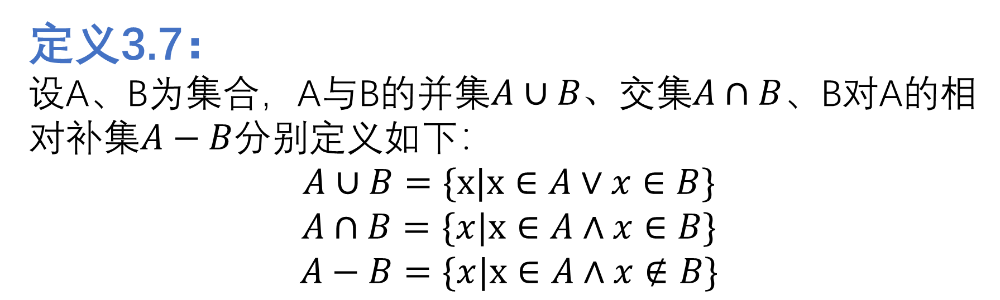 定义3.7:
设A、B为集合，A与B的并集A ∪ B、交集A ∩ B、B对A的相
对补集A − B分别定义如下：
A ∪ B = {x|x ∈ A ∨ x ∈ B}
A ∩ B = {x|x ∈ A ∧ x ∈ B}
A − B = {x|x ∈ A ∧ x ∉ B}